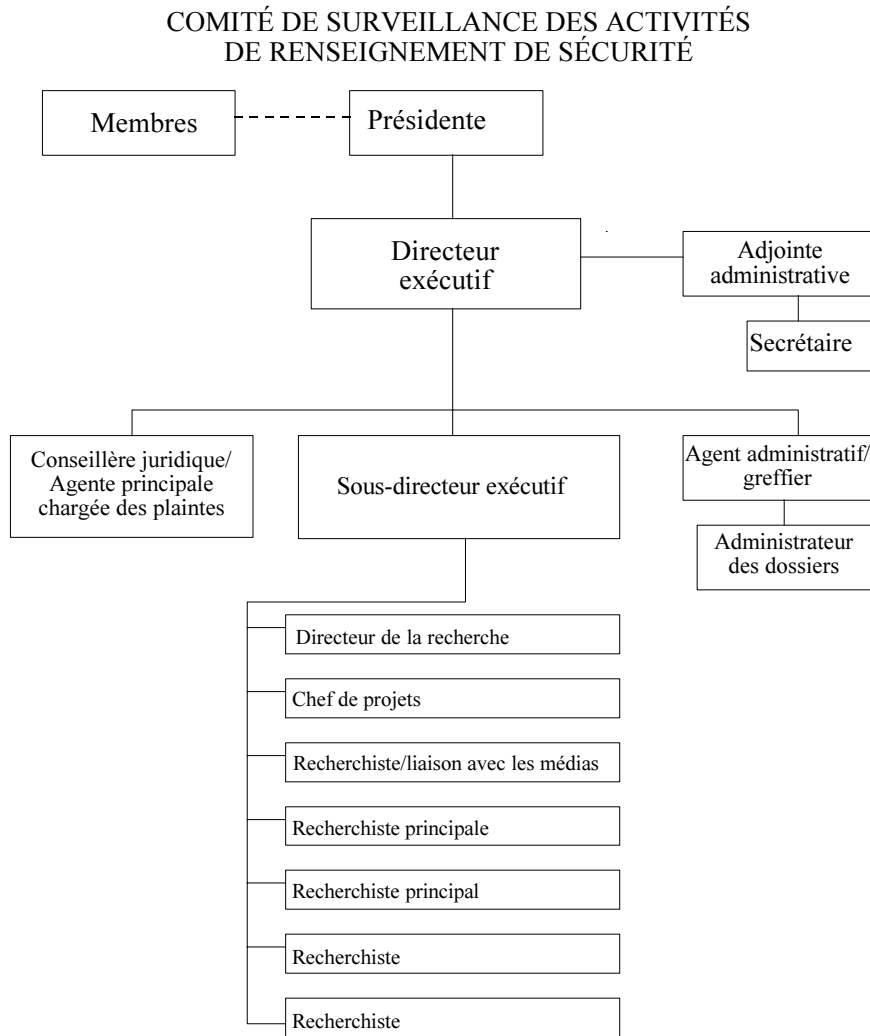 COMITÉ DE SURVEILLANCE DES ACTIVITÉS
DE RENSEIGNEMENT DE SÉCURITÉ
Membres
Présidente
Directeur
exécutif
Adjointe
administrative
Secrétaire
Conseillère juridique/
Agente principale
chargée des plaintes
Sous-directeur exécutif
Agent administratif/
greffier
Administrateur
des dossiers
Directeur de la recherche
Chef de projets
Recherchiste/liaison avec les médias
Recherchiste principale
Recherchiste principal
Recherchiste
Recherchiste